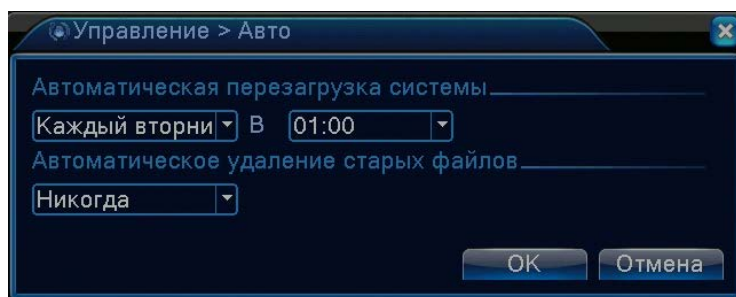 Управление > Авто
Автоматическая перезагрузка системы
Каждый вторни В 01:00
Автоматическое удаление старых файлов
Никогда
OK Отмена